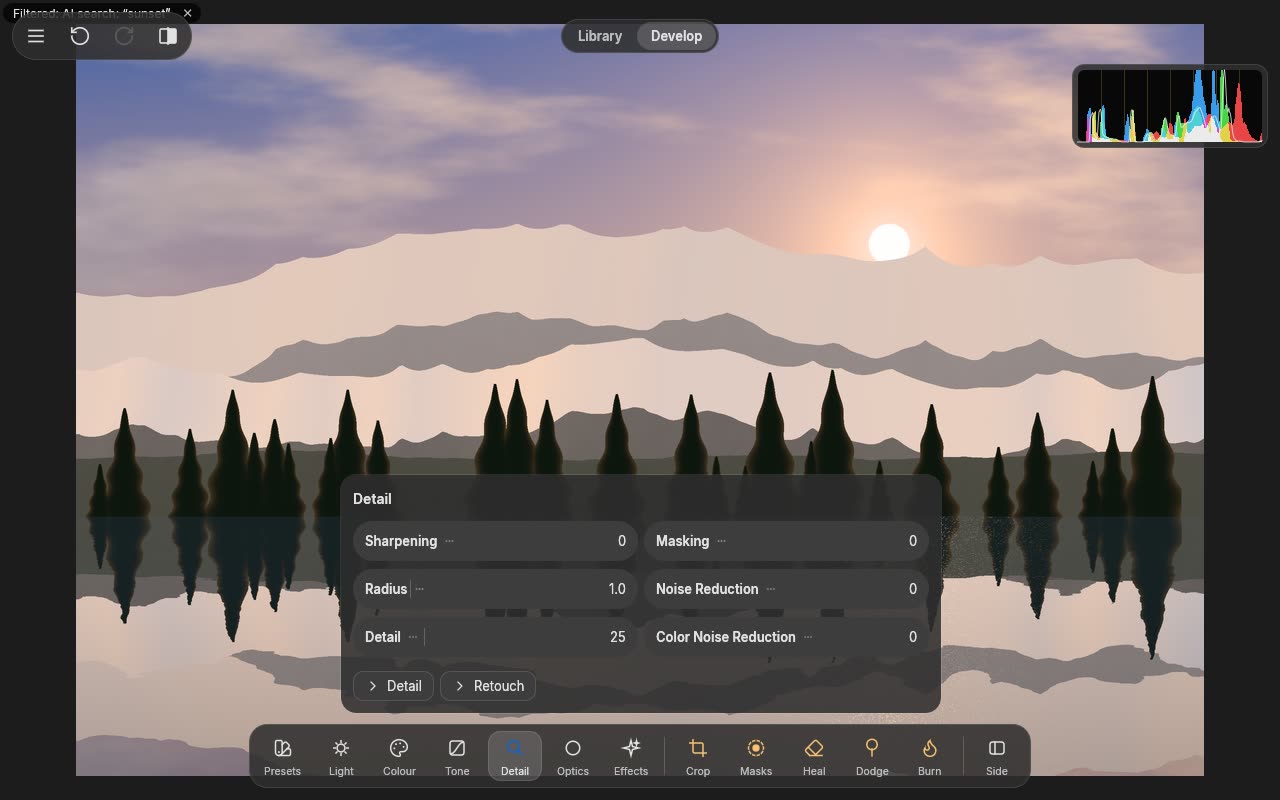 Filtered: AI search: "sunset" ×
Library Develop
Detail
Sharpening ··· 0
Masking ··· 0
Radius ··· 1.0
Noise Reduction ··· 0
Detail ··· 25
Color Noise Reduction ··· 0
> Detail
> Retouch
Presets Light Colour Tone Detail Optics Effects Crop Masks Heal Dodge Burn Side